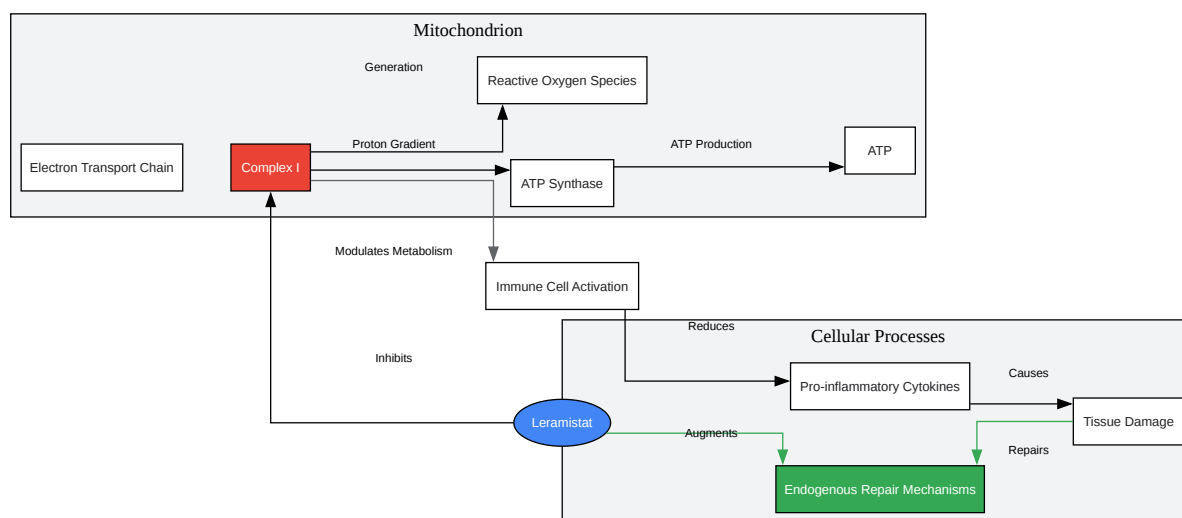 Mitochondrion
Generation
Reactive Oxygen Species
Proton Gradient
ATP Production
ATP
Electron Transport Chain
Complex I
ATP Synthase
Modulates Metabolism
Immune Cell Activation
Reduces
Cellular Processes
Inhibits
Pro-inflammatory Cytokines
Causes
Leramistat
Augments
Tissue Damage
Repairs
Endogenous Repair Mechanisms